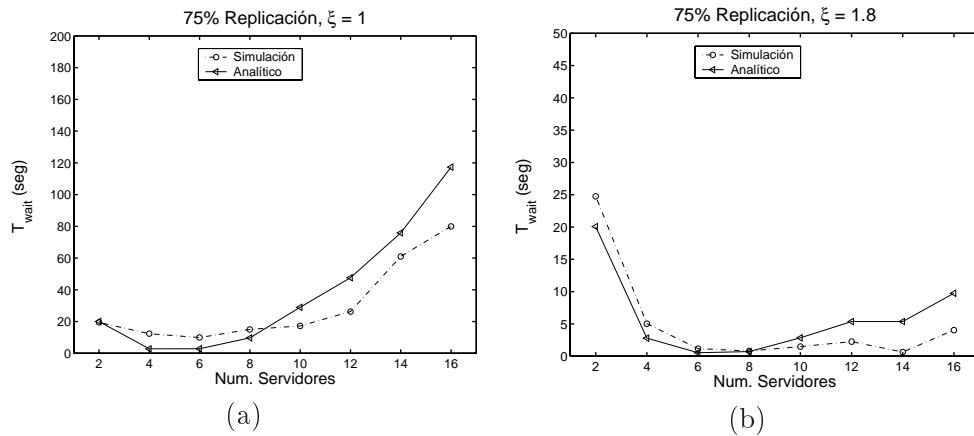 75% Replicación, ξ = 1
200
180
160
140
120
100
80
60
40
20
0
T_wait (seg)
Simulación
Analítico
2 4 6 8 10 12 14 16
Num. Servidores
(a)
75% Replicación, ξ = 1.8
50
45
40
35
30
25
20
15
10
5
0
T_wait (seg)
Simulación
Analítico
2 4 6 8 10 12 14 16
Num. Servidores
(b)